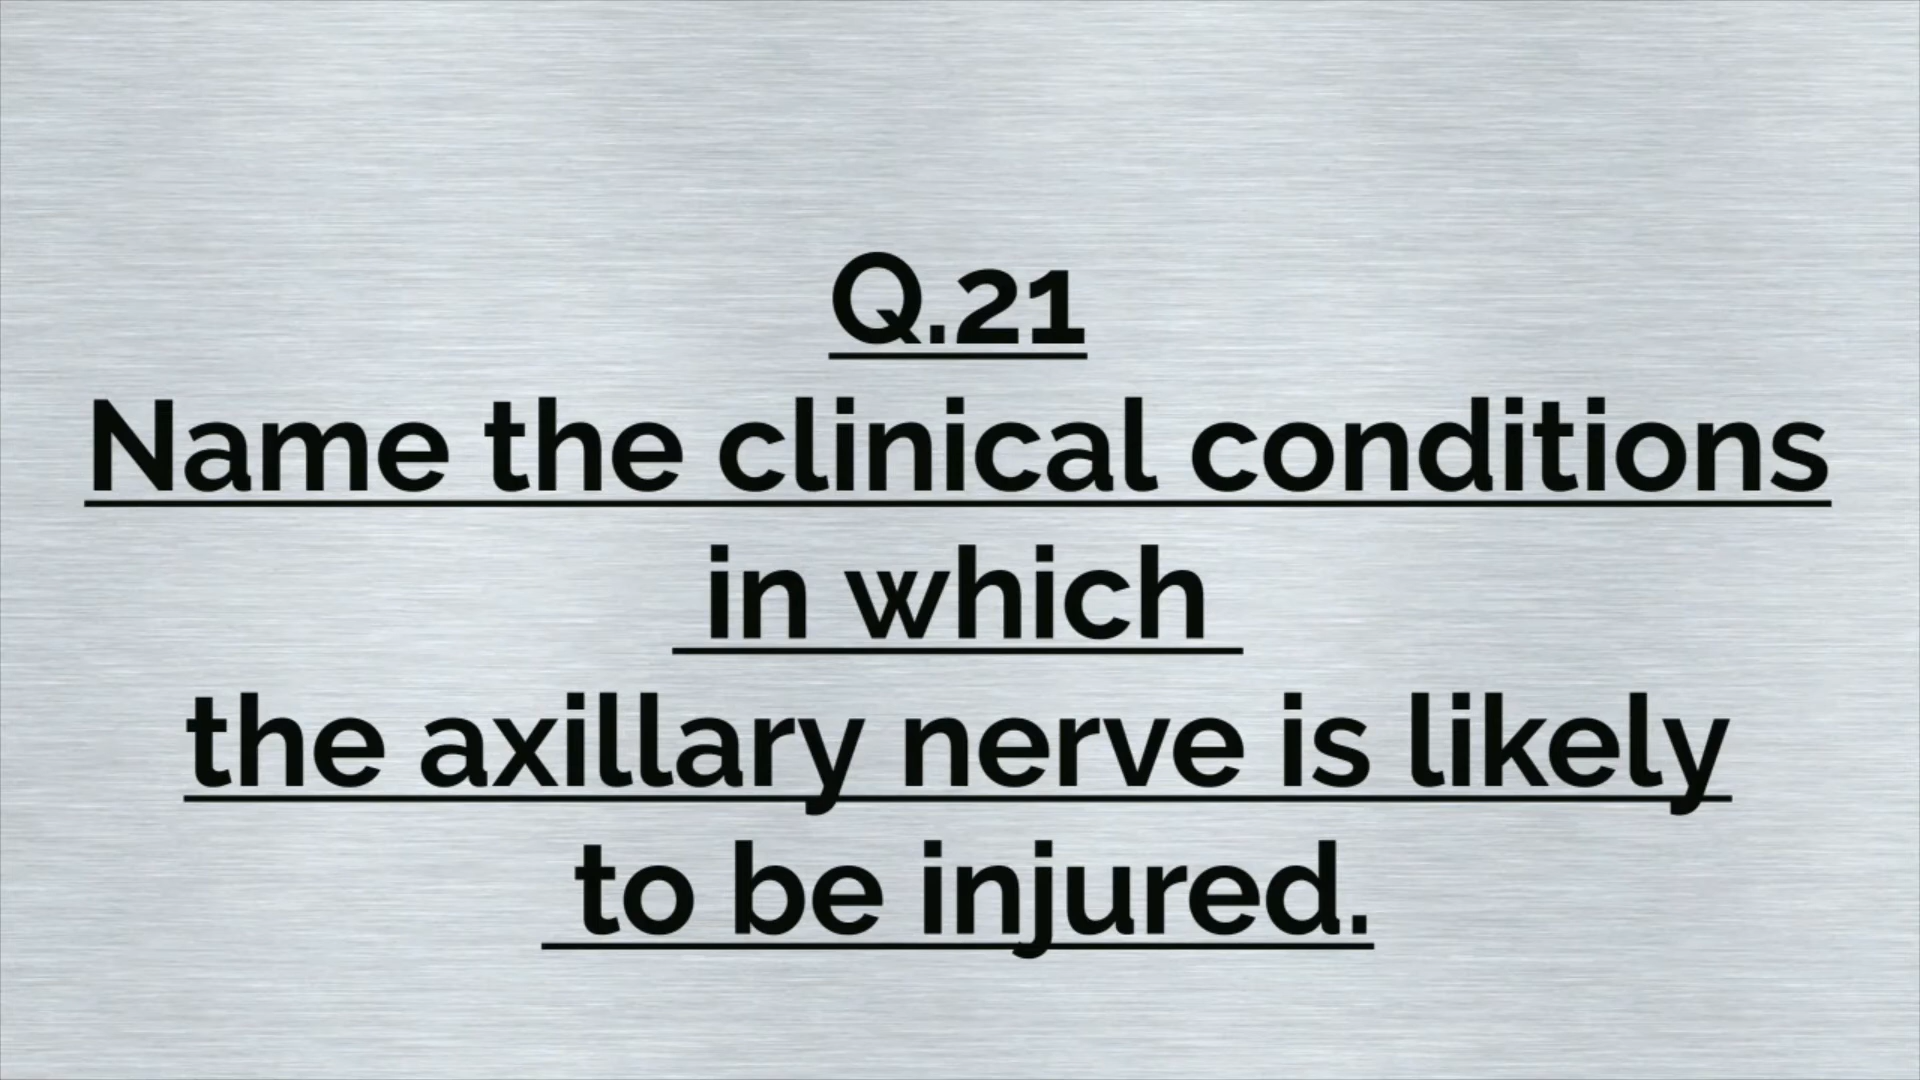 Q.21
Name the clinical conditions
in which
the axillary nerve is likely
to be injured.